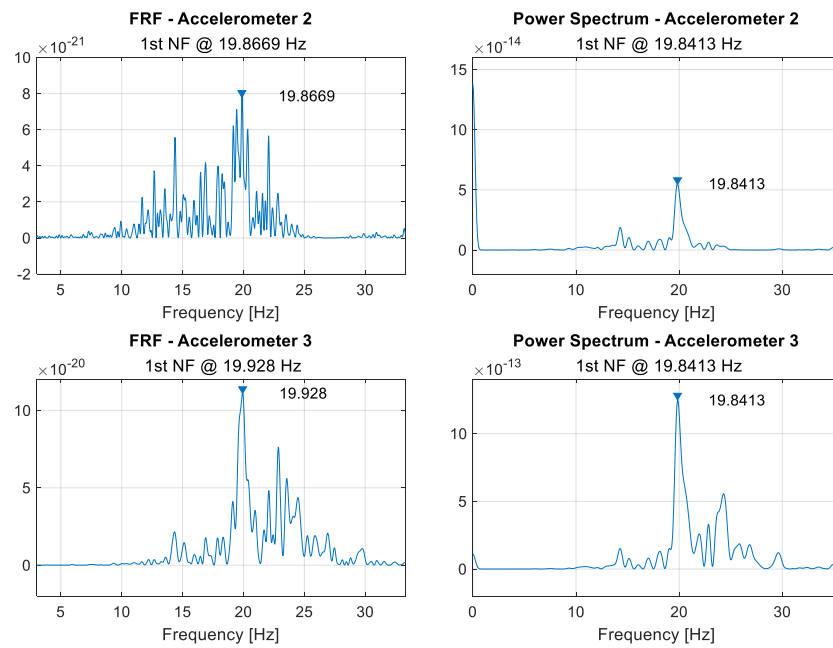 FRF - Accelerometer 2
1st NF @ 19.8669 Hz
×10-21
10
8
6
4
2
0
-2
19.8669
5 10 15 20 25 30
Frequency [Hz]
Power Spectrum - Accelerometer 2
1st NF @ 19.8413 Hz
×10-14
15
10
5
0
19.8413
0 10 20 30
Frequency [Hz]
FRF - Accelerometer 3
1st NF @ 19.928 Hz
×10-20
10
5
0
19.928
5 10 15 20 25 30
Frequency [Hz]
Power Spectrum - Accelerometer 3
1st NF @ 19.8413 Hz
×10-13
10
5
0
19.8413
0 10 20 30
Frequency [Hz]